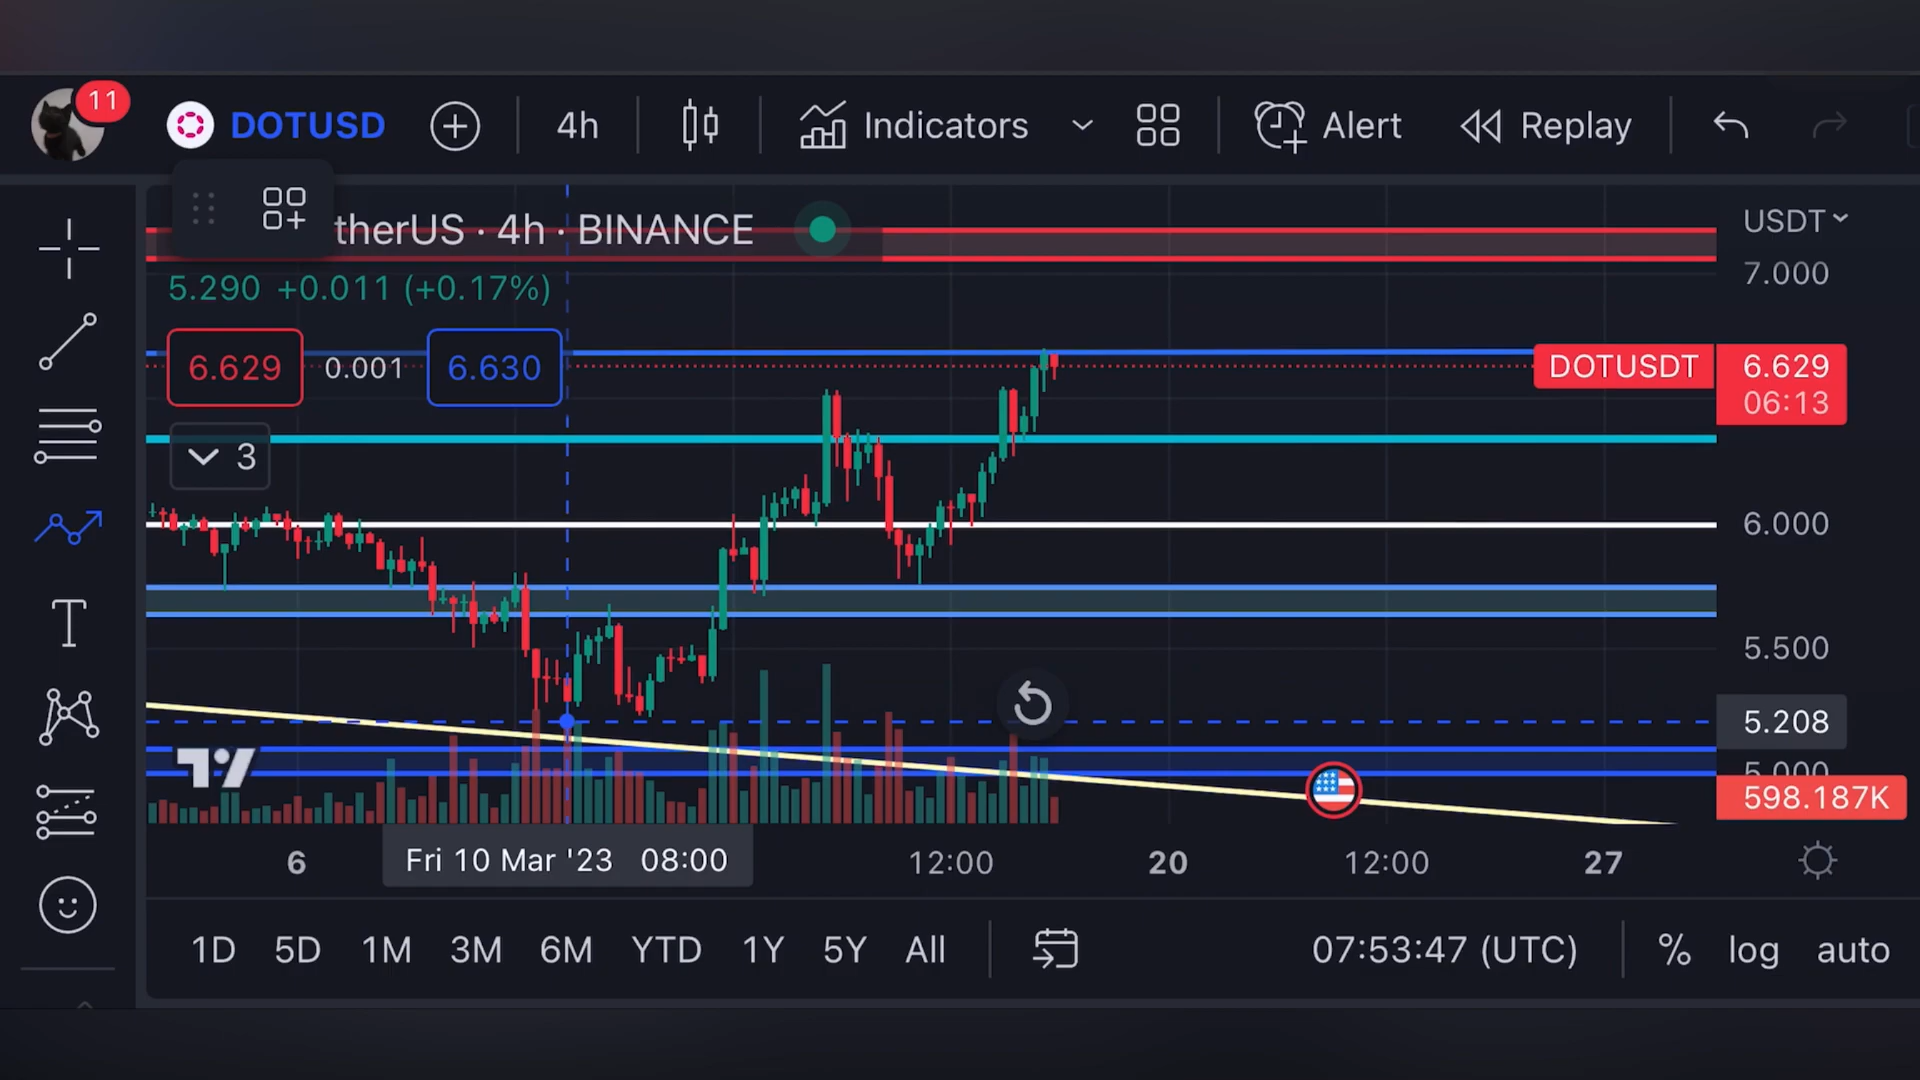 11
DOTUSD 4h Indicators Alert Replay
therUS · 4h · BINANCE
USDT
5.290 +0.011 (+0.17%)
7.000
6.629 0.001 6.630
DOTUSDT 6.629
06:13
3
6.000
5.500
5.208
5.000
598.187K
6 Fri 10 Mar '23 08:00 12:00 20 12:00 27
1D 5D 1M 3M 6M YTD 1Y 5Y All 07:53:47 (UTC) % log auto